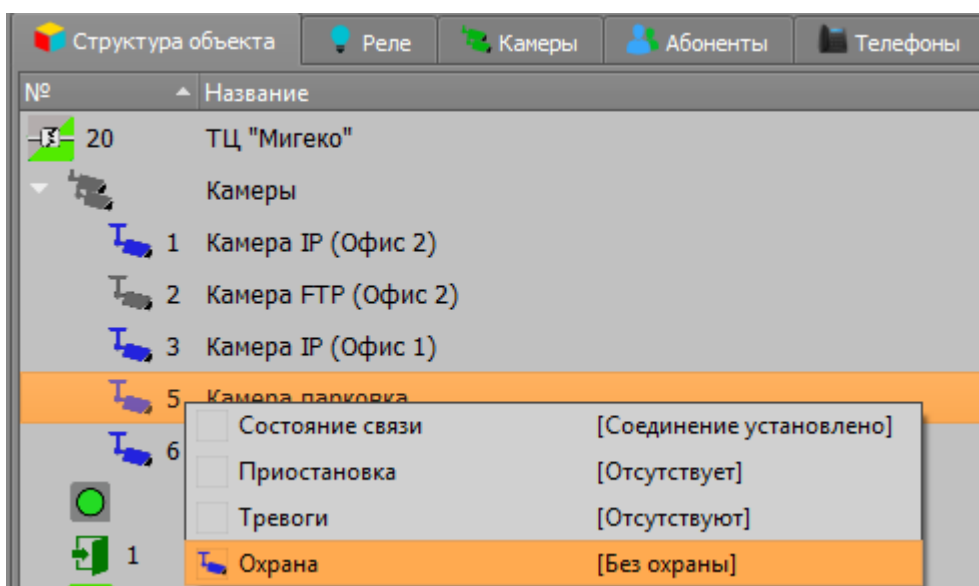 Структура объекта Реле Камеры Абоненты Телефоны
№ Название
20 ТЦ "Мигеко"
Камеры
1 Камера IP (Офис 2)
2 Камера FTP (Офис 2)
3 Камера IP (Офис 1)
5 Камера парковка
Состояние связи [Соединение установлено]
6
Приостановка [Отсутствует]
Тревоги [Отсутствуют]
1
Охрана [Без охраны]